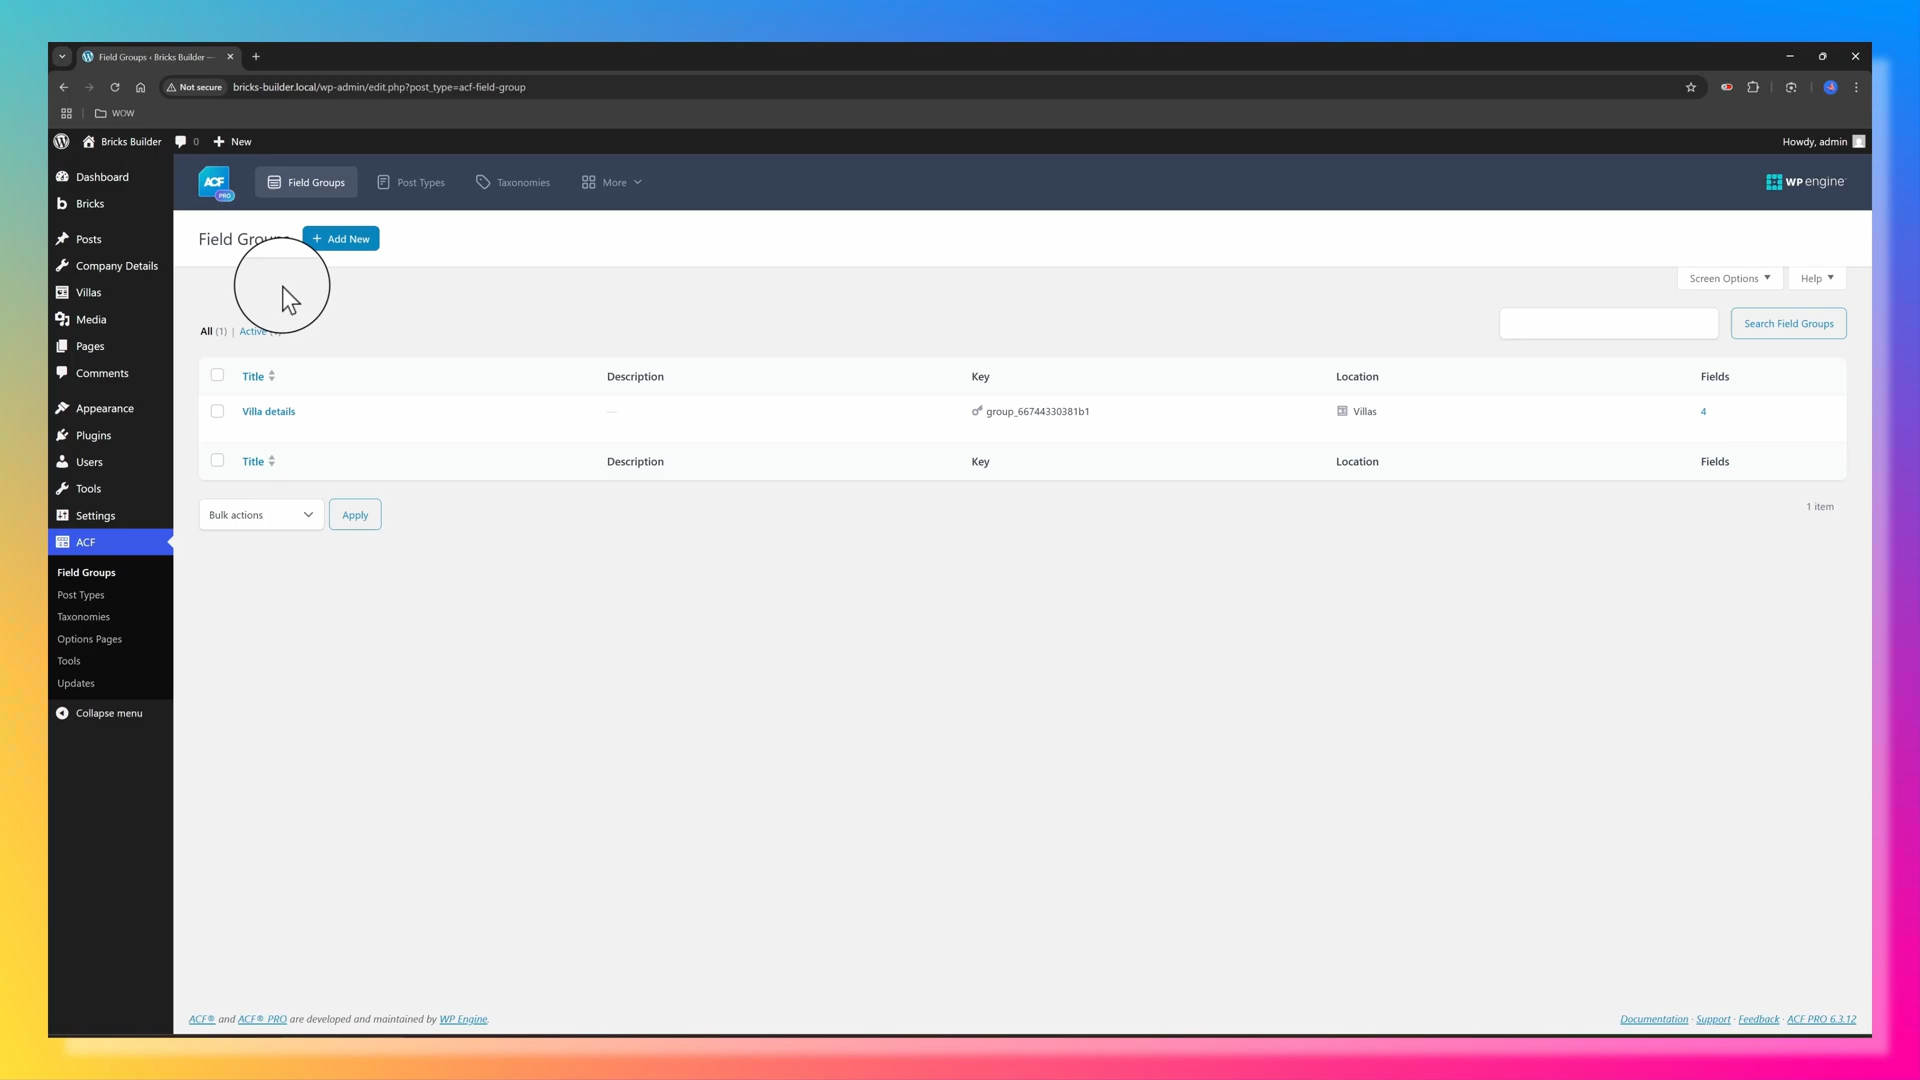 Field Groups ‹ Bricks Builder —
Not secure bricks-builder.local/wp-admin/edit.php?post_type=acf-field-group
WOW
Bricks Builder 0 + New Howdy, admin
Dashboard
Bricks
Posts
Company Details
Villas
Media
Pages
Comments
Appearance
Plugins
Users
Tools
Settings
ACF
Field Groups
Post Types
Taxonomies
Options Pages
Tools
Updates
Collapse menu
ACF PRO Field Groups Post Types Taxonomies More WP engine
Field Groups + Add New
Screen Options Help
All (1) | Active
Search Field Groups
Title Description Key Location Fields
Villa details — group_66744330381b1 Villas 4
Title Description Key Location Fields
Bulk actions Apply 1 item
ACF® and ACF® PRO are developed and maintained by WP Engine.
Documentation · Support · Feedback · ACF PRO 6.3.12